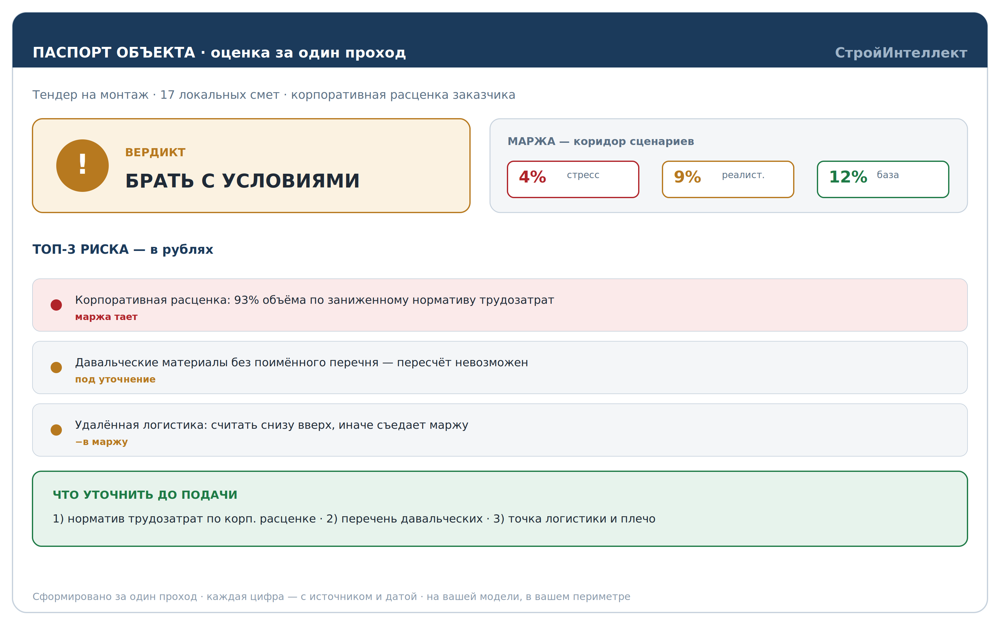 ПАСПОРТ ОБЪЕКТА · оценка за один проход
СтройИнтеллект
Тендер на монтаж · 17 локальных смет · корпоративная расценка заказчика
!
ВЕРДИКТ
БРАТЬ С УСЛОВИЯМИ
МАРЖА — коридор сценариев
4% стресс
9% реалист.
12% база
ТОП-3 РИСКА — в рублях
Корпоративная расценка: 93% объёма по заниженному нормативу трудозатрат
маржа тает
Давальческие материалы без поимённого перечня — пересчёт невозможен
под уточнение
Удалённая логистика: считать снизу вверх, иначе съедает маржу
−в маржу
ЧТО УТОЧНИТЬ ДО ПОДАЧИ
1) норматив трудозатрат по корп. расценке · 2) перечень давальческих · 3) точка логистики и плечо
Сформировано за один проход · каждая цифра — с источником и датой · на вашей модели, в вашем периметре